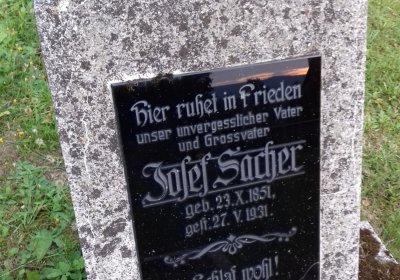 Hier ruhet in Frieden
unser unvergesslicher Vater
und Grossvater
Josef Sacher
geb. 23. X. 1851.
gest. 27. V. 1931.
Schlaf wohl!